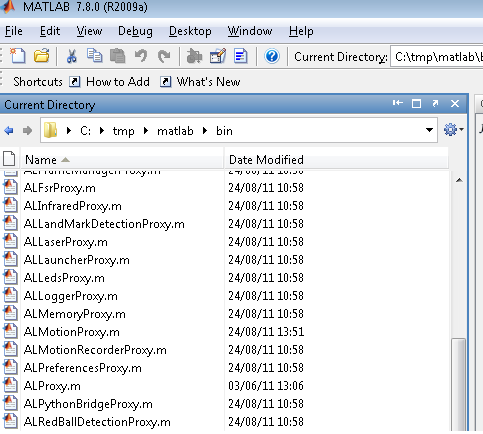 MATLAB 7.8.0 (R2009a)
File Edit View Debug Desktop Window Help
Current Directory: C:\tmp\matlab\b
Shortcuts How to Add What's New
Current Directory
C: tmp matlab bin
Name Date Modified
ALFrameManagerProxy.m 24/08/11 10:58
ALFsrProxy.m 24/08/11 10:58
ALInfraredProxy.m 24/08/11 10:58
ALLandMarkDetectionProxy.m 24/08/11 10:58
ALLaserProxy.m 24/08/11 10:58
ALLauncherProxy.m 24/08/11 10:58
ALLedsProxy.m 24/08/11 10:58
ALLoggerProxy.m 24/08/11 10:58
ALMemoryProxy.m 24/08/11 10:58
ALMotionProxy.m 24/08/11 13:51
ALMotionRecorderProxy.m 24/08/11 10:58
ALPreferencesProxy.m 24/08/11 10:58
ALProxy.m 03/06/11 13:06
ALPythonBridgeProxy.m 24/08/11 10:58
ALRedBallDetectionProxy.m 24/08/11 10:58